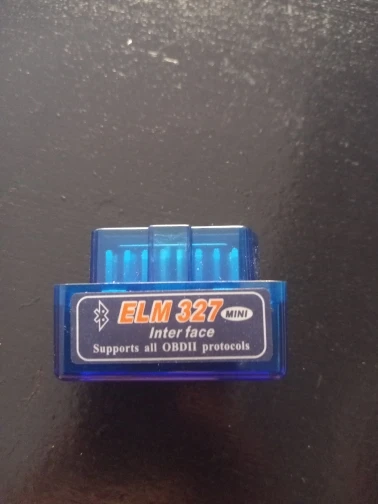 ELM 327 MINI
Inter face
Supports all OBDII protocols